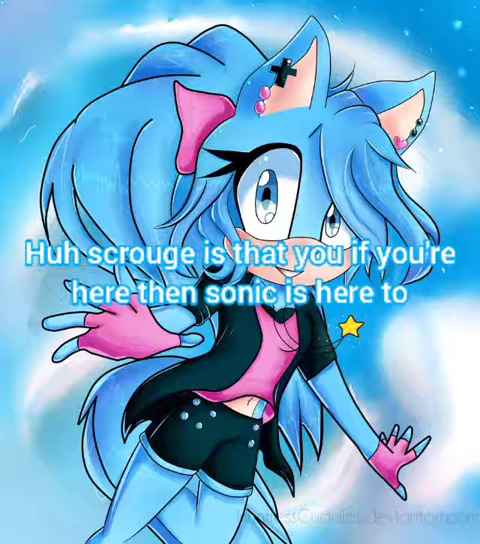 Huh scrouge is that you if you're
here then sonic is here to